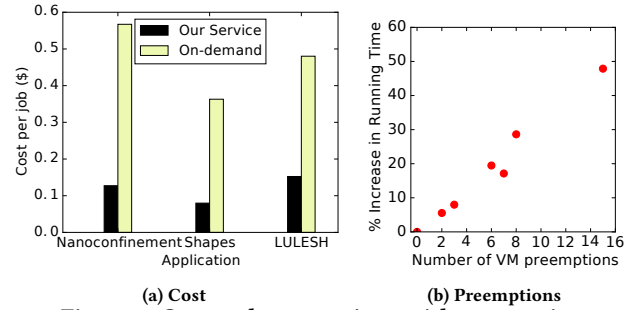 0.6
0.5
0.4
0.3
0.2
0.1
0.0
Cost per job ($)
Our Service
On-demand
Nanoconfinement Shapes LULESH
Application
(a) Cost
60
50
40
30
20
10
0
% Increase in Running Time
0 2 4 6 8 10 12 14 16
Number of VM preemptions
(b) Preemptions